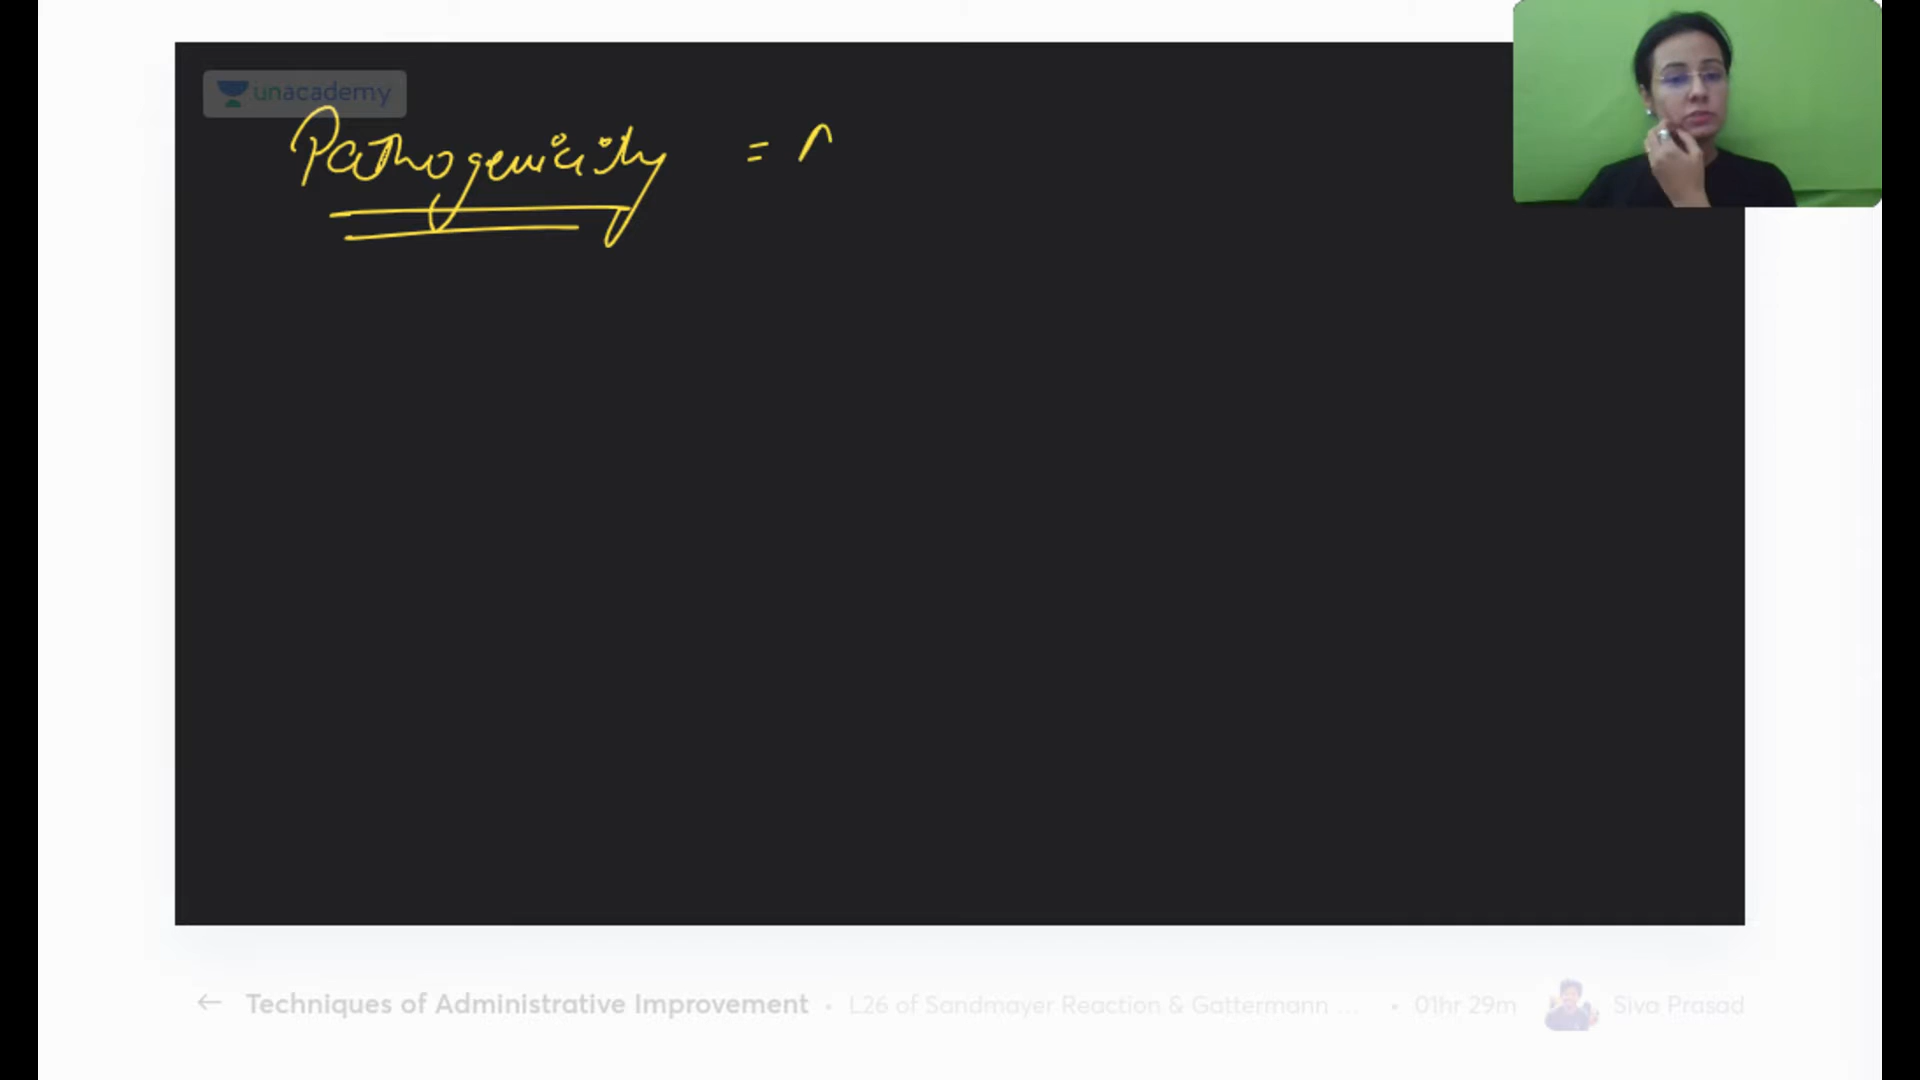 unacademy
Pathogenicity =
Techniques of Administrative Improvement • L26 of Sandmayer Reaction & Gattermann ... • 01hr 29m Siva Prasad